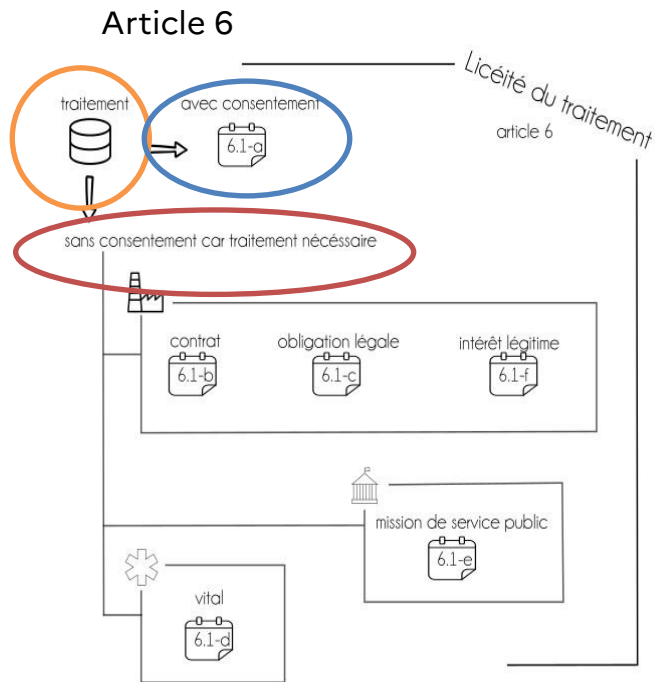 Article 6
Licéité du traitement
article 6
traitement
avec consentement
6.1-a
sans consentement car traitement nécéssaire
contrat
obligation légale
intérêt légitime
6.1-b
6.1-c
6.1-f
mission de service public
6.1-e
vital
6.1-d